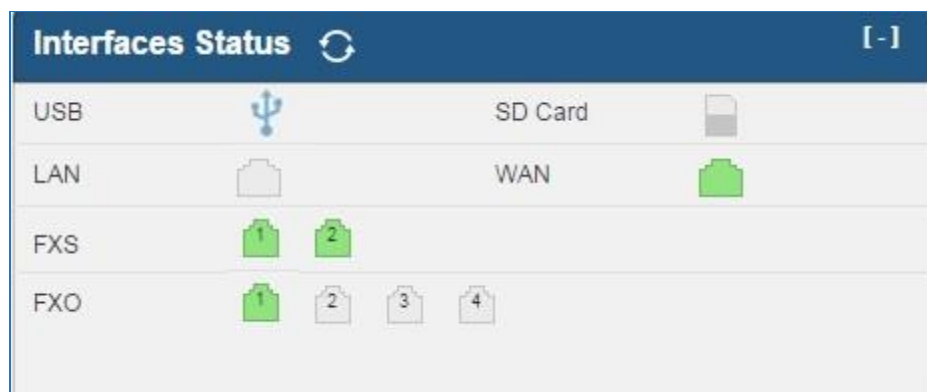 Interfaces Status [-]
USB SD Card
LAN WAN
FXS 1 2
FXO 1 2 3 4